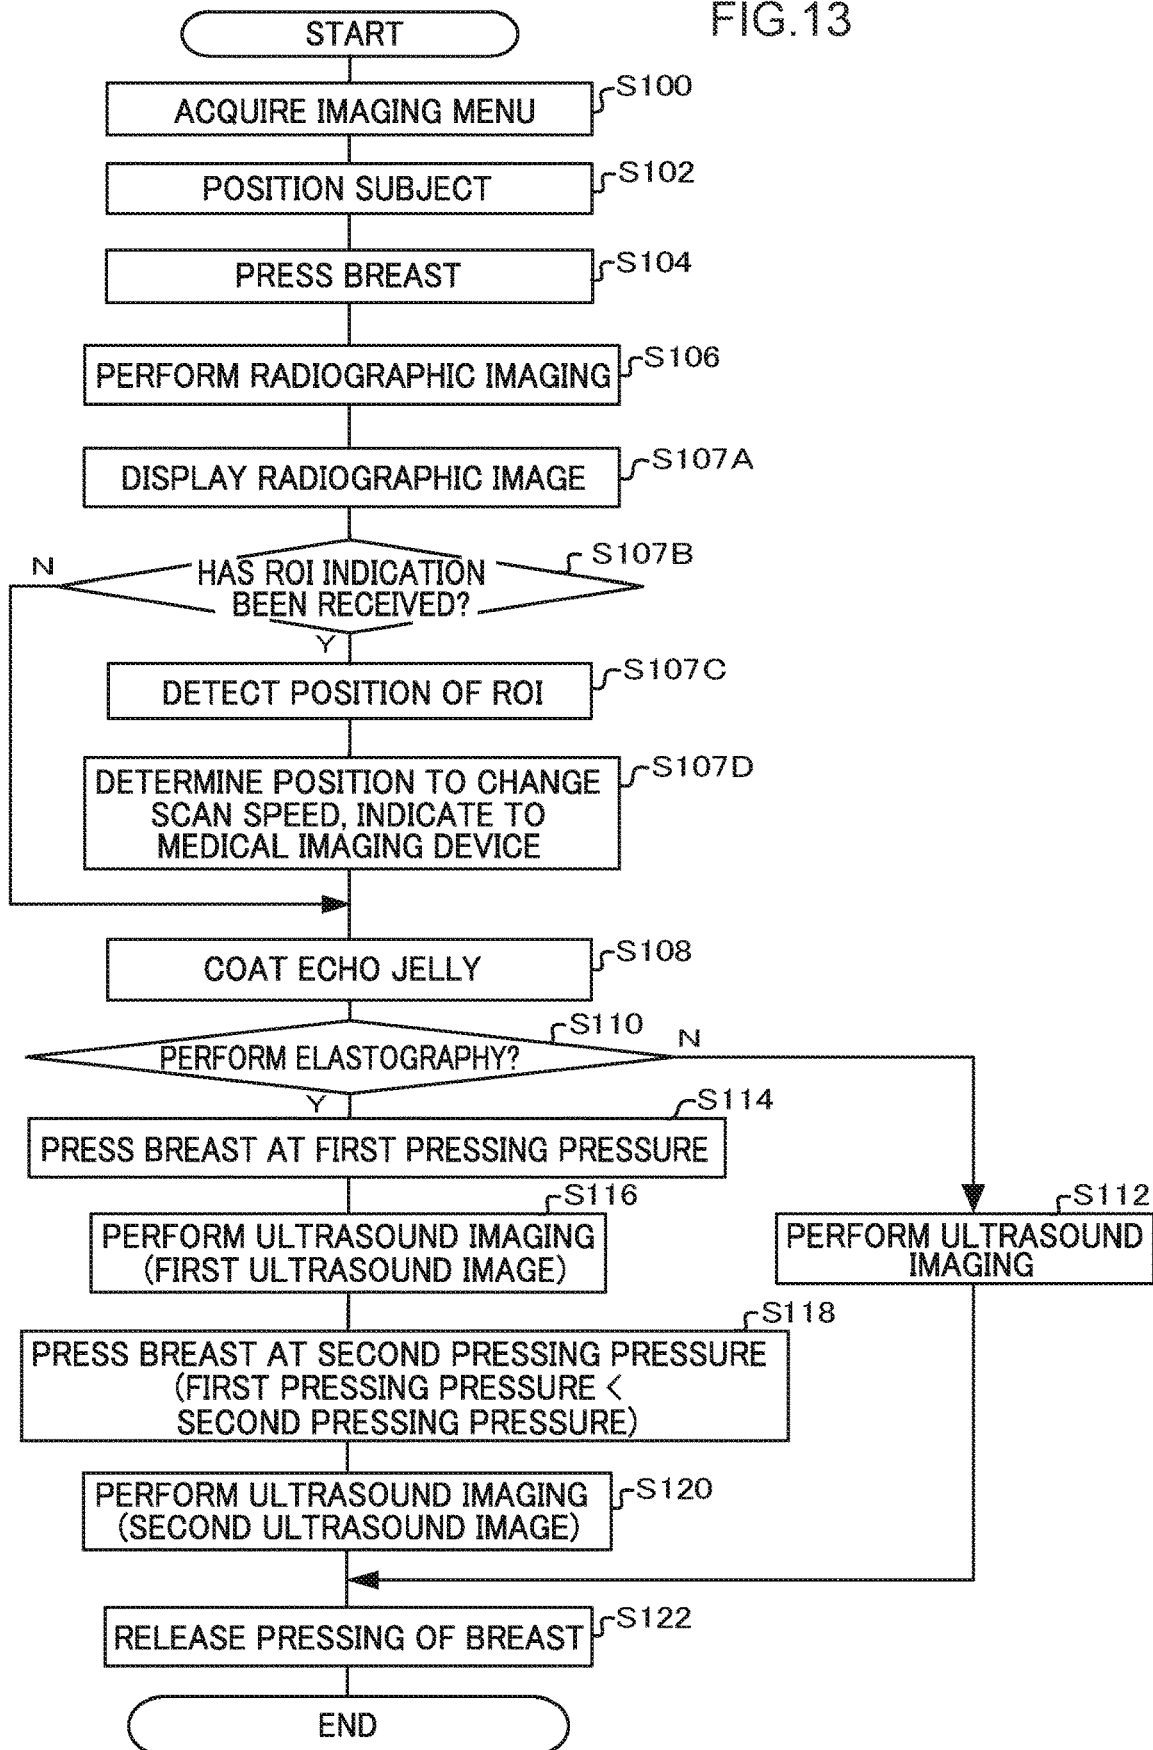 FIG.13
START
S100
ACQUIRE IMAGING MENU
S102
POSITION SUBJECT
S104
PRESS BREAST
S106
PERFORM RADIOGRAPHIC IMAGING
S107A
DISPLAY RADIOGRAPHIC IMAGE
S107B
N
HAS ROI INDICATION
BEEN RECEIVED?
Y
S107C
DETECT POSITION OF ROI
S107D
DETERMINE POSITION TO CHANGE
SCAN SPEED, INDICATE TO
MEDICAL IMAGING DEVICE
S108
COAT ECHO JELLY
S110
N
PERFORM ELASTOGRAPHY?
Y
S114
PRESS BREAST AT FIRST PRESSING PRESSURE
S116
PERFORM ULTRASOUND IMAGING
(FIRST ULTRASOUND IMAGE)
S112
PERFORM ULTRASOUND
IMAGING
S118
PRESS BREAST AT SECOND PRESSING PRESSURE
(FIRST PRESSING PRESSURE <
SECOND PRESSING PRESSURE)
S120
PERFORM ULTRASOUND IMAGING
(SECOND ULTRASOUND IMAGE)
S122
RELEASE PRESSING OF BREAST
END